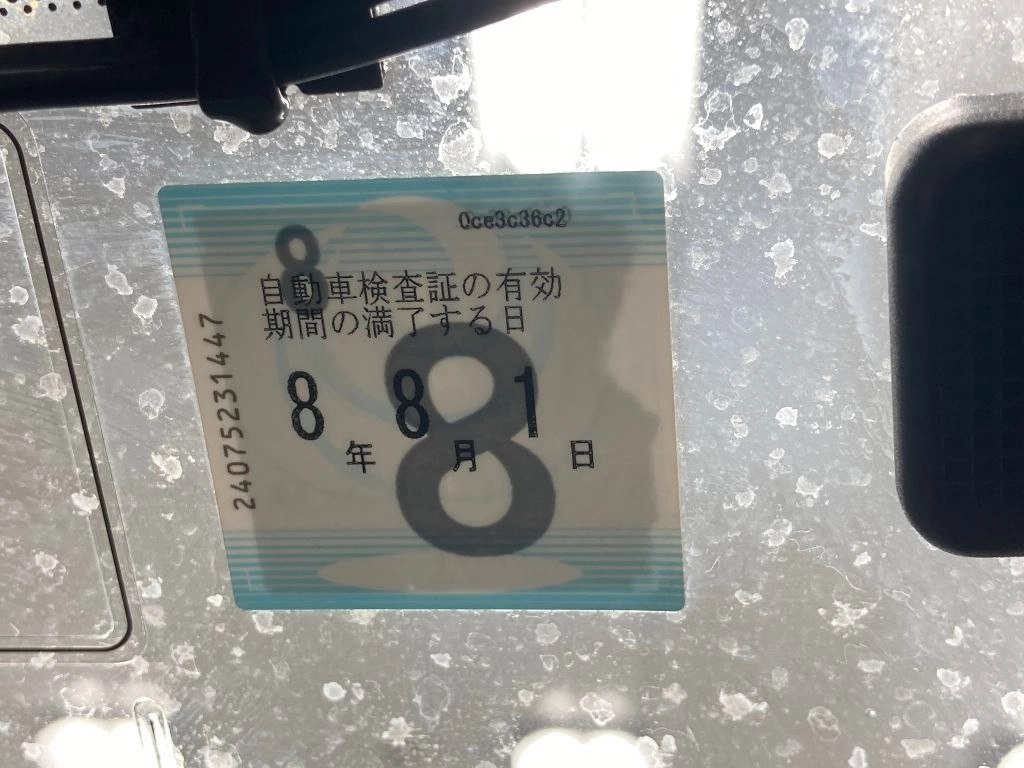 0ce3c36c2
8
自動車検査証の有効
期間の満了する日
8年8月1日
8
240752231447